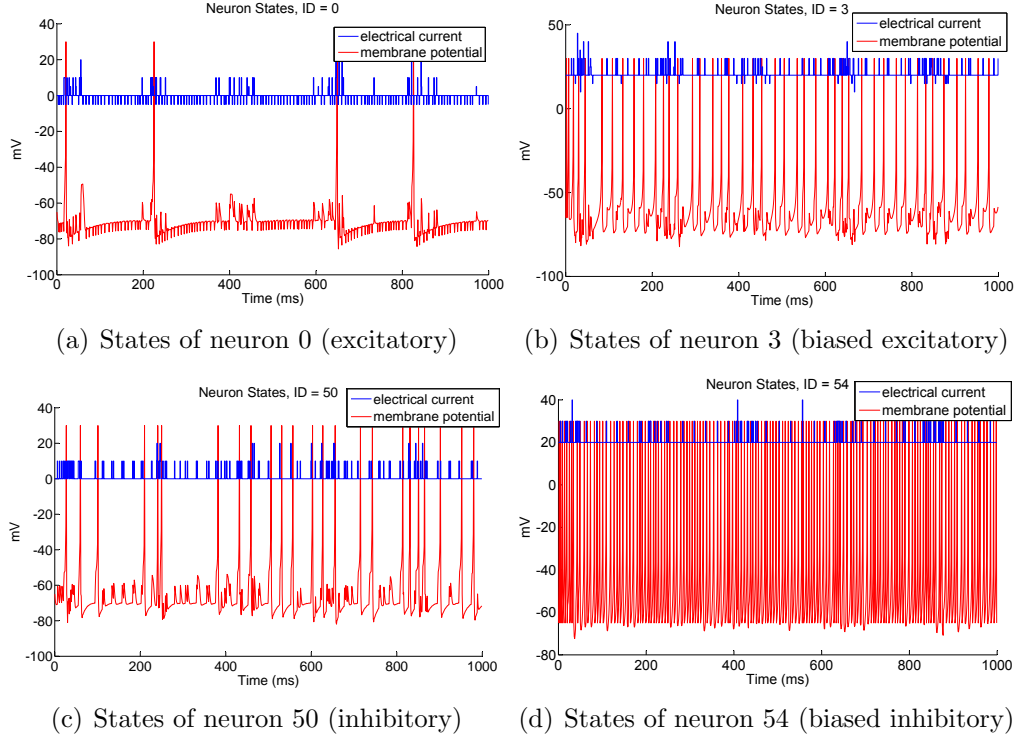 Neuron States, ID = 0
electrical current
membrane potential
mV
40
20
0
−20
−40
−60
−80
−100
0
200
400
600
800
1000
Time (ms)
(a) States of neuron 0 (excitatory)
Neuron States, ID = 3
electrical current
membrane potential
mV
50
0
−50
−100
0
200
400
600
800
1000
Time (ms)
(b) States of neuron 3 (biased excitatory)
Neuron States, ID = 50
electrical current
membrane potential
mV
40
20
0
−20
−40
−60
−80
−100
0
200
400
600
800
1000
Time (ms)
(c) States of neuron 50 (inhibitory)
Neuron States, ID = 54
electrical current
membrane potential
mV
40
20
0
−20
−40
−60
−80
0
200
400
600
800
1000
Time (ms)
(d) States of neuron 54 (biased inhibitory)